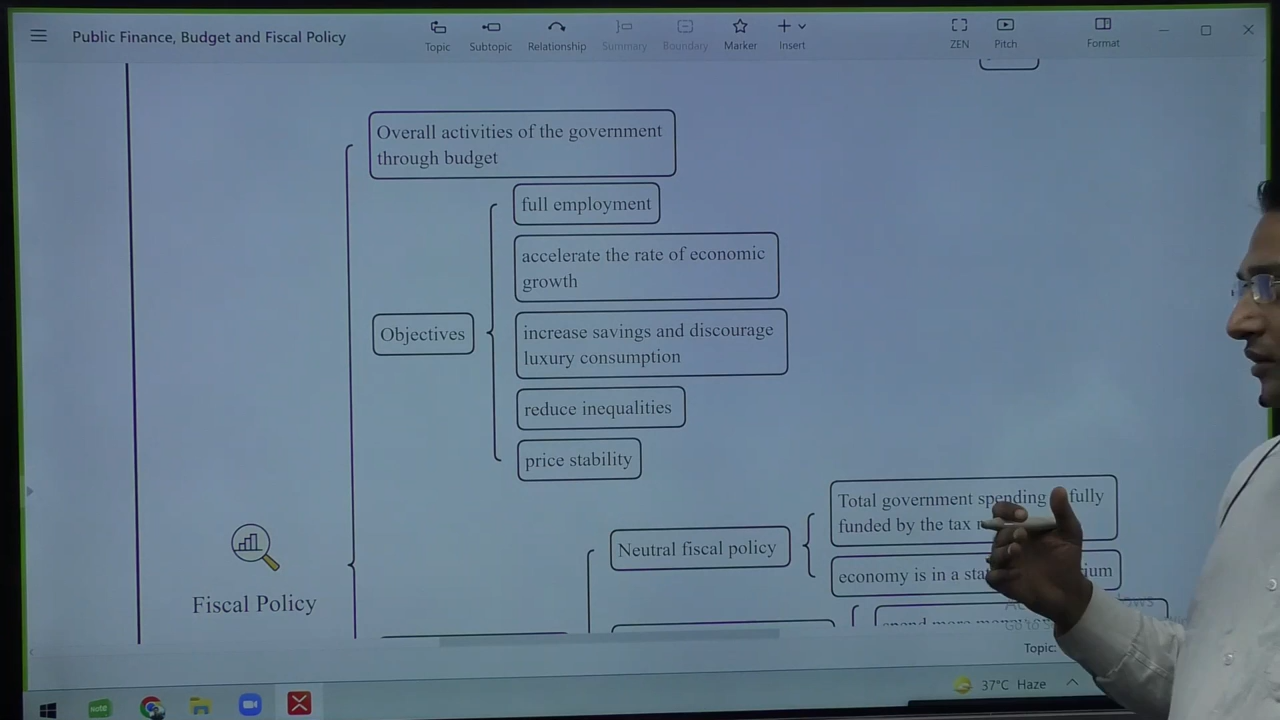 Public Finance, Budget and Fiscal Policy
Topic
Subtopic
Relationship
Summary
Boundary
Marker
Insert
ZEN
Pitch
Format
Overall activities of the government
through budget
full employment
accelerate the rate of economic
growth
Objectives
increase savings and discourage
luxury consumption
reduce inequalities
price stability
Total government spending fully
funded by the tax
Neutral fiscal policy
economy is in a
Fiscal Policy
Topic:
37°C Haze